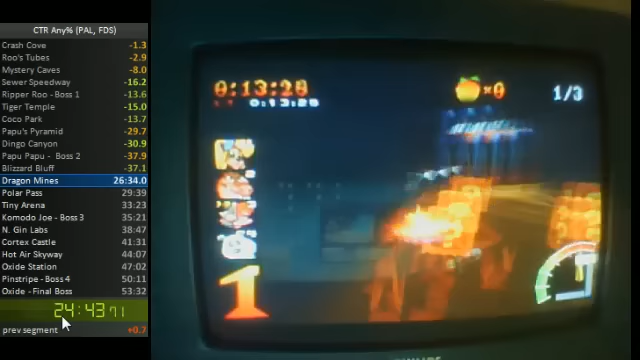 CTR Any% (PAL, FDS)
Crash Cove -1.3
Roo's Tubes -2.9
Mystery Caves -8.0
Sewer Speedway -16.2
Ripper Roo - Boss 1 -13.6
Tiger Temple -15.0
Coco Park -13.7
Papu's Pyramid -29.7
Dingo Canyon -30.9
Papu Papu - Boss 2 -37.9
Blizzard Bluff -37.1
Dragon Mines 26:34.0
Polar Pass 29:39
Tiny Arena 33:23
Komodo Joe - Boss 3 35:21
N. Gin Labs 38:47
Cortex Castle 41:31
Hot Air Skyway 44:07
Oxide Station 47:02
Pinstripe - Boss 4 50:11
Oxide - Final Boss 53:32
24:43 71
prev segment +0.7
0:13:28
L1 0:13:28
×0
1/3
1